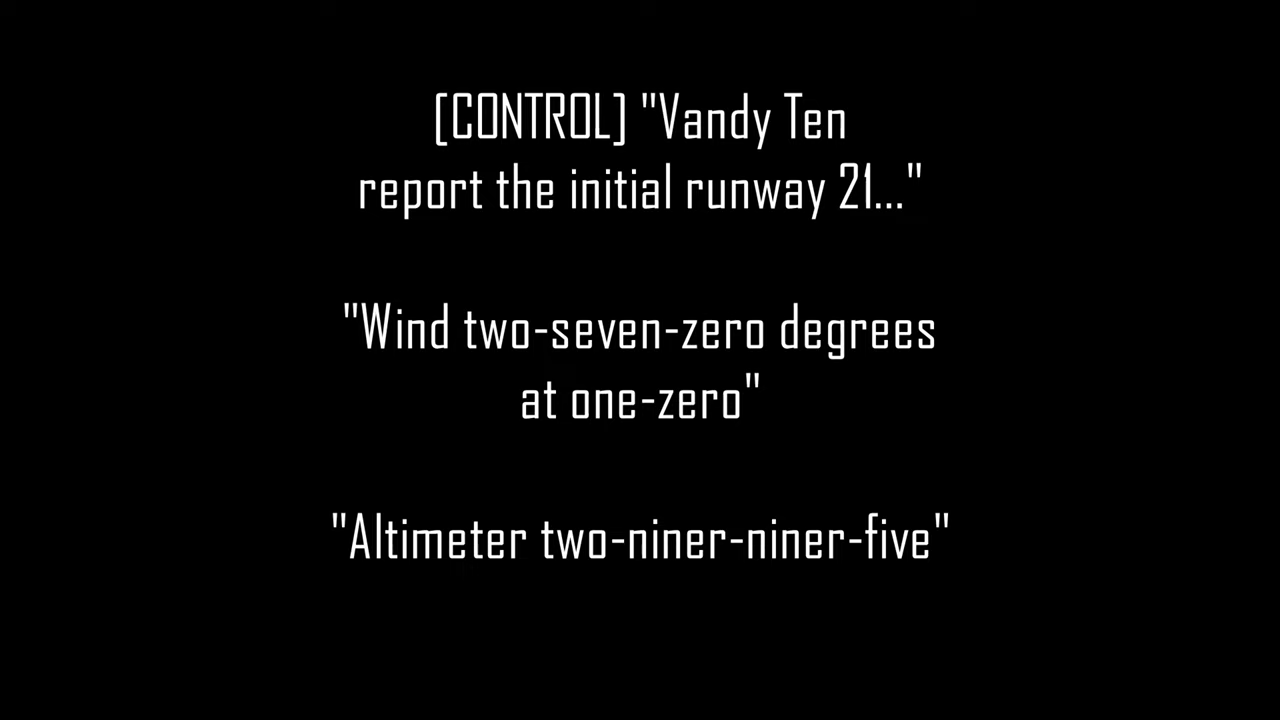 [CONTROL] "Vandy Ten
report the initial runway 21..."
"Wind two-seven-zero degrees
at one-zero"
"Altimeter two-niner-niner-five"